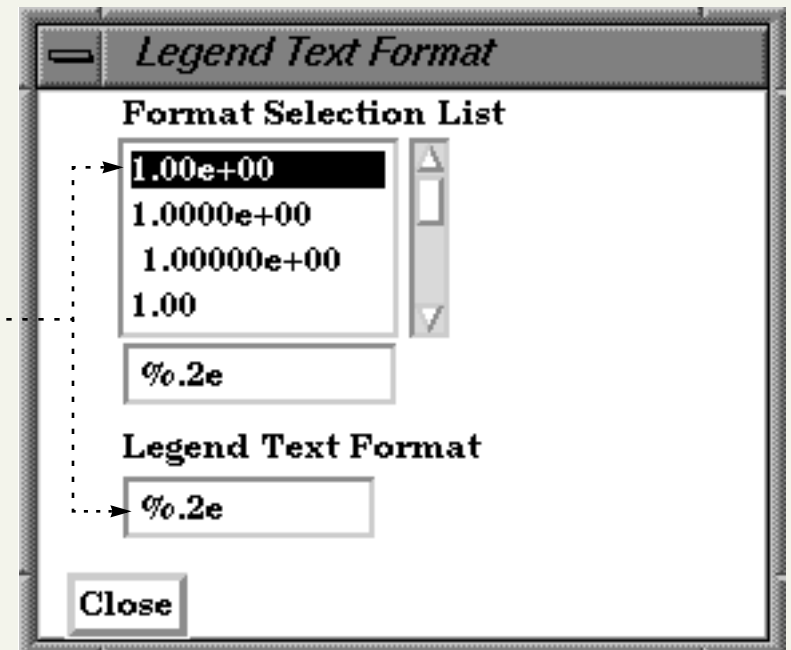 Legend Text Format
Format Selection List
1.00e+00
1.0000e+00
1.00000e+00
1.00
%.2e
Legend Text Format
%.2e
Close